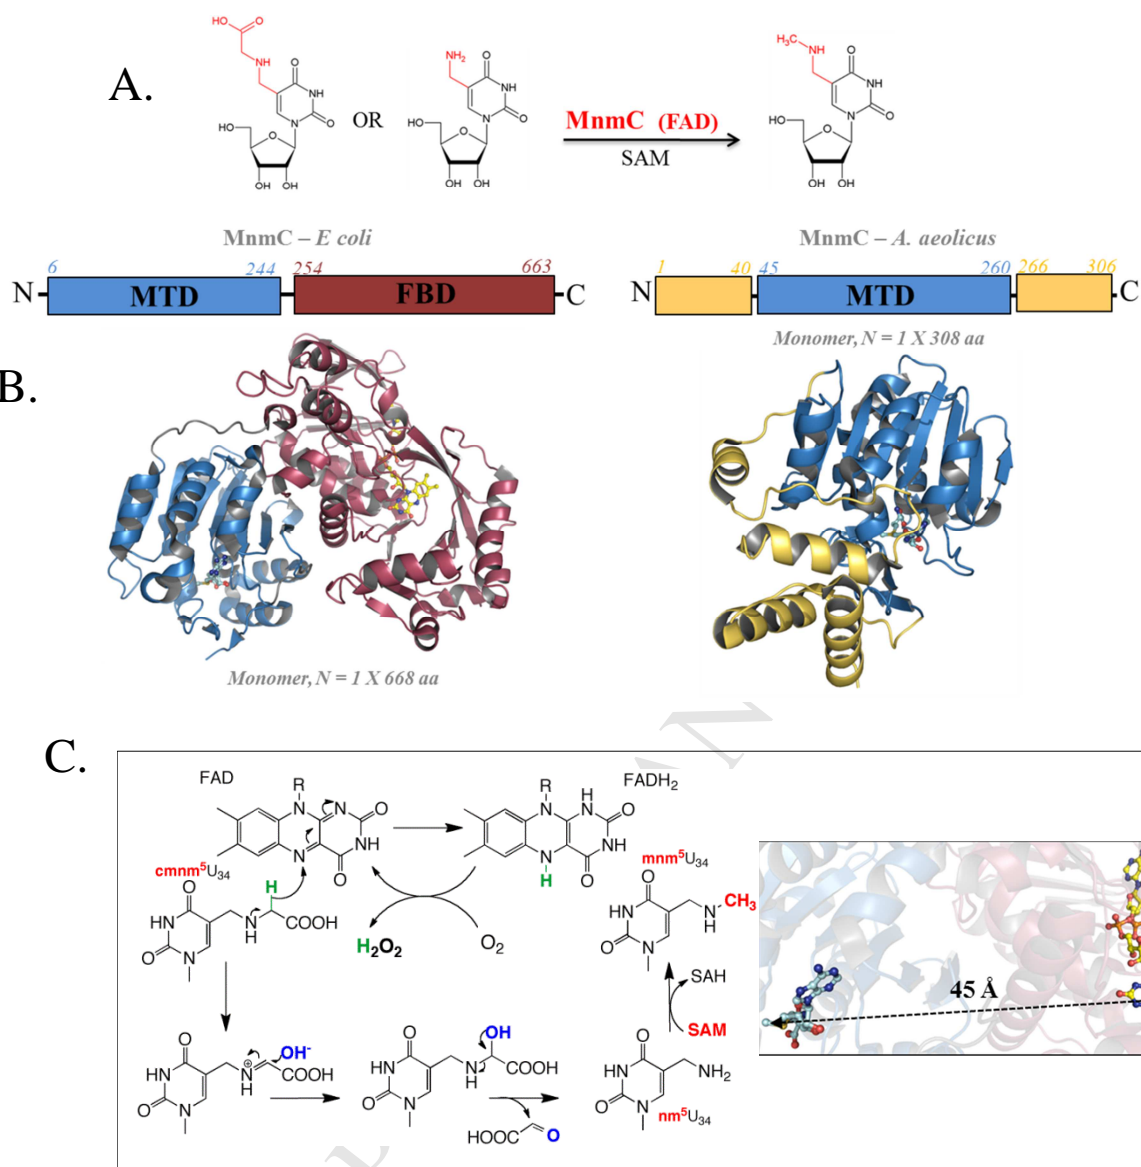 A.
HO
O
NH
O
NH
N
O
HO
O
OH
OH
OR
NH2
O
NH
N
O
HO
O
OH
OH
MnmC (FAD)
SAM
H3C
NH
O
NH
N
O
HO
O
OH
OH
MnmC – E coli
6
244
254
663
N
MTD
FBD
C
MnmC – A. aeolicus
1
40
45
260
266
306
N
MTD
C
Monomer, N = 1 X 308 aa
B.
Monomer, N = 1 X 668 aa
C.
FAD
R
N
N
O
NH
N
O
FADH2
R
N
H
N
O
NH
N
H
O
cmnm5U34
O
HN
O
N
N
H
H
COOH
H2O2
O2
mnm5U34
O
HN
O
N
N
H
CH3
SAH
SAM
45 Å
O
HN
O
N
N
H
OH-
COOH
O
HN
O
N
N
H
OH
COOH
HOOC
O
O
HN
O
N
NH2
nm5U34